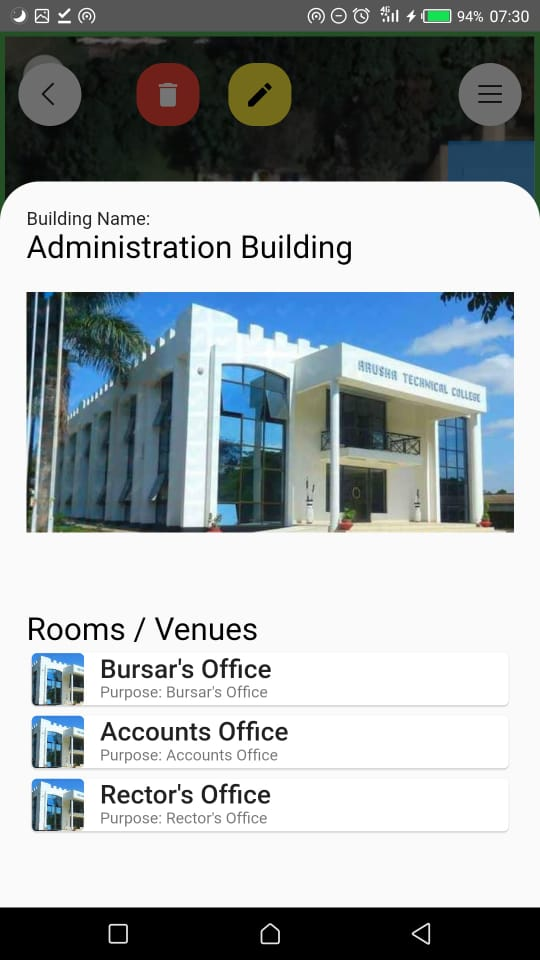 4G 94% 07:30
Building Name:
Administration Building
ARUSHA TECHNICAL COLLEGE
Rooms / Venues
Bursar's Office
Purpose: Bursar's Office
Accounts Office
Purpose: Accounts Office
Rector's Office
Purpose: Rector's Office